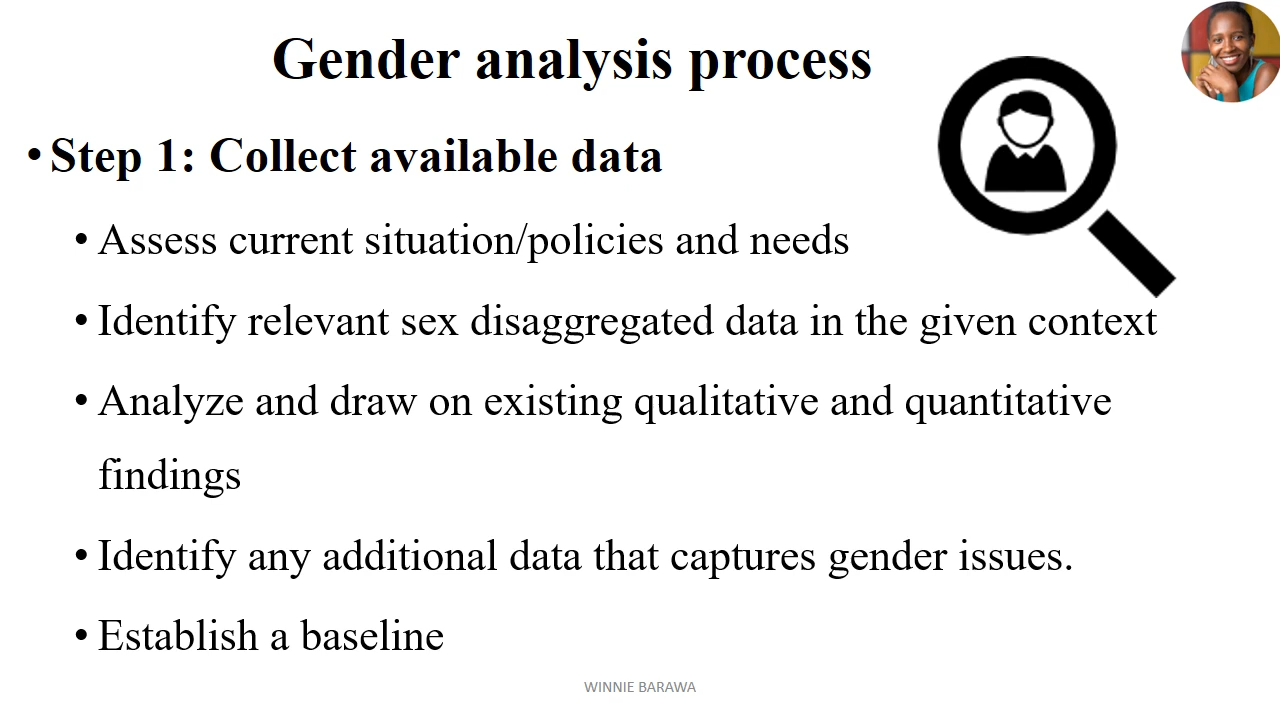 Gender analysis process
• Step 1: Collect available data
• Assess current situation/policies and needs
• Identify relevant sex disaggregated data in the given context
• Analyze and draw on existing qualitative and quantitative
findings
• Identify any additional data that captures gender issues.
• Establish a baseline
WINNIE BARAWA